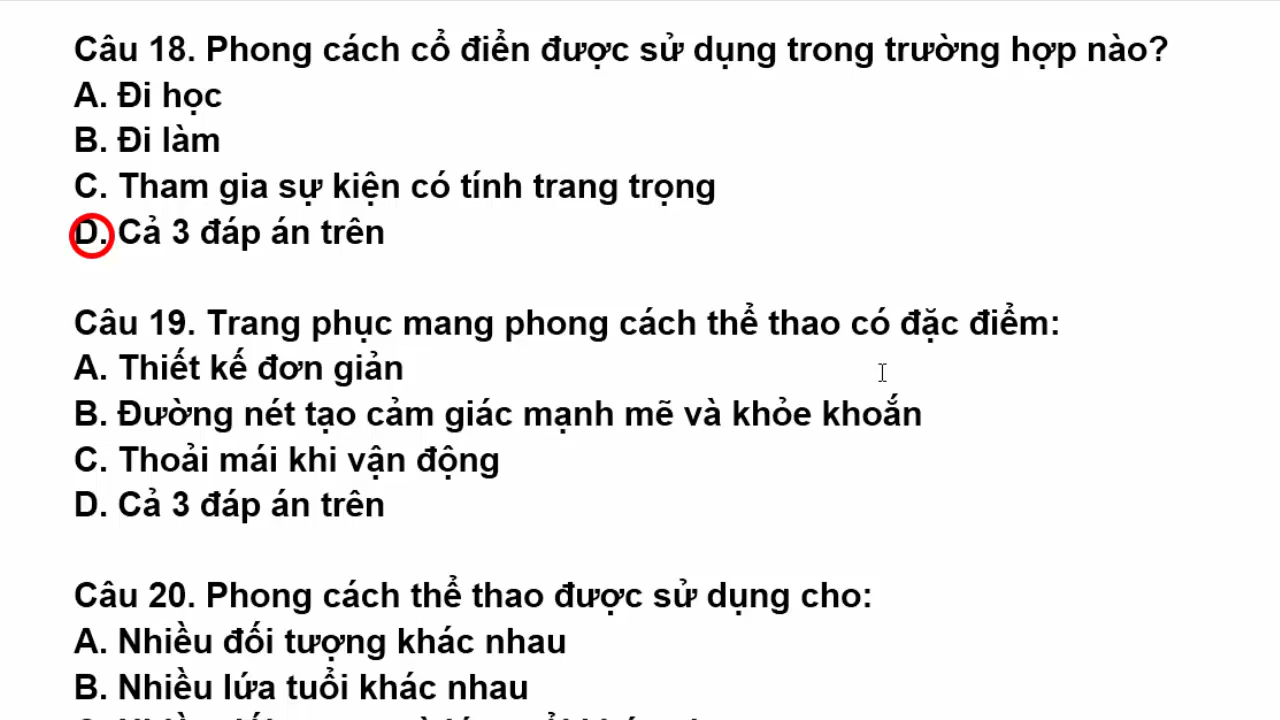 Câu 18. Phong cách cổ điển được sử dụng trong trường hợp nào?
A. Đi học
B. Đi làm
C. Tham gia sự kiện có tính trang trọng
D. Cả 3 đáp án trên
Câu 19. Trang phục mang phong cách thể thao có đặc điểm:
A. Thiết kế đơn giản
B. Đường nét tạo cảm giác mạnh mẽ và khỏe khoắn
C. Thoải mái khi vận động
D. Cả 3 đáp án trên
Câu 20. Phong cách thể thao được sử dụng cho:
A. Nhiều đối tượng khác nhau
B. Nhiều lứa tuổi khác nhau